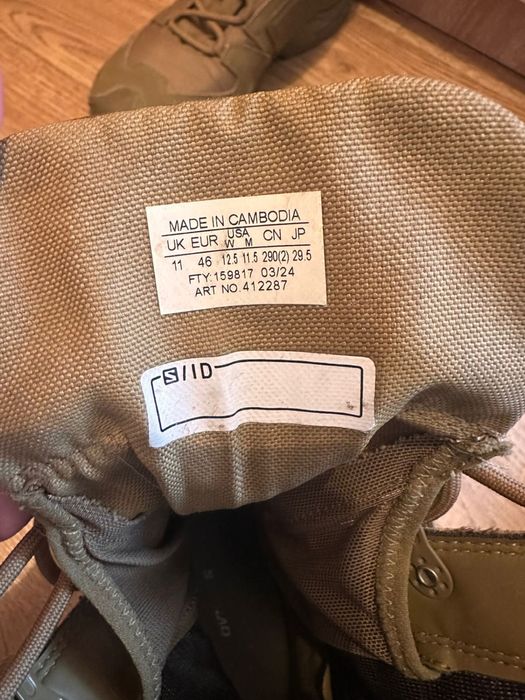 MADE IN CAMBODIA
UK EUR USA W M CN JP
11 46 12.5 11.5 290(2) 29.5
FTY:159817 03/24
ART NO.412287
S/ID